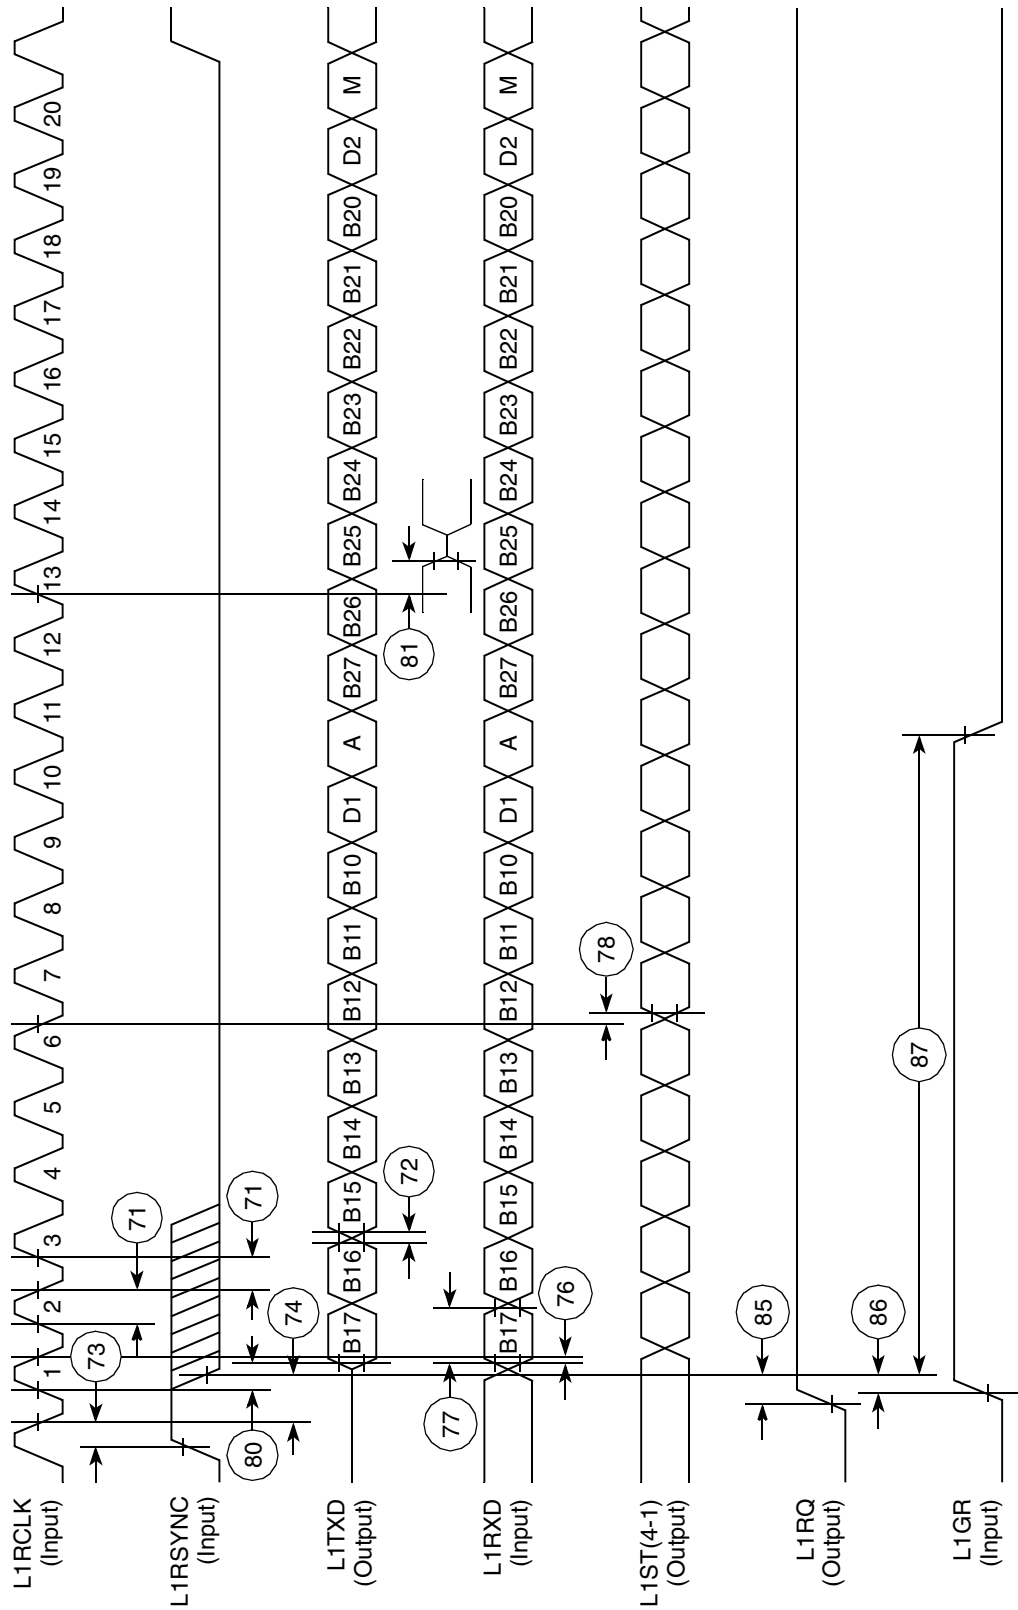 L1RCLK
(Input)
1 2 3 4 5 6 7 8 9 10 11 12 13 14 15 16 17 18 19 20
73
71
L1RSYNC
(Input)
80 71
74
L1TXD
(Output)
B17 B16 B15 B14 B13 B12 B11 B10 D1 A B27 B26 B25 B24 B23 B22 B21 B20 D2 M
72 81
77
L1RXD
(Input)
B17 B16 B15 B14 B13 B12 B11 B10 D1 A B27 B26 B25 B24 B23 B22 B21 B20 D2 M
76
78
L1ST(4-1)
(Output)
85
L1RQ
(Output)
86
87
L1GR
(Input)